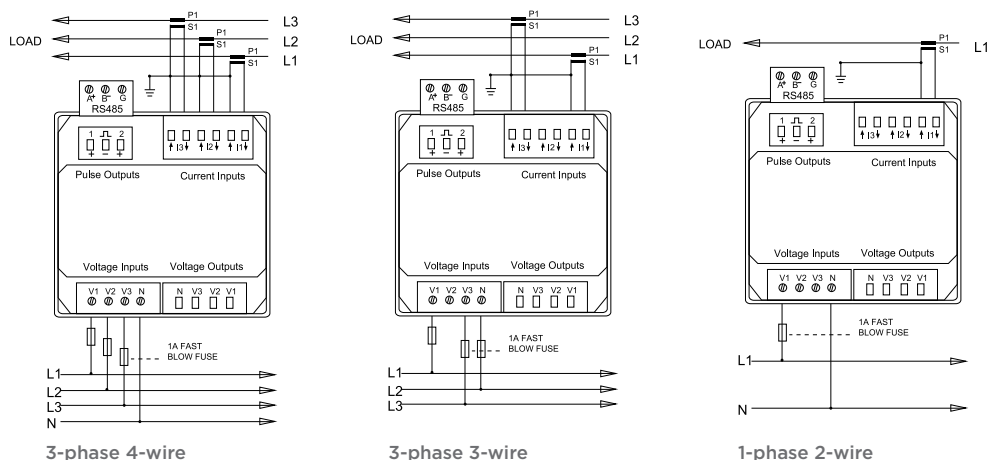 P1
S1
L3
P1
S1
L2
P1
S1
L1
LOAD
A+ B- G
RS485
1 2
+ − +
I3 I2 I1
Pulse Outputs Current Inputs
Voltage Inputs Voltage Outputs
V1 V2 V3 N
N V3 V2 V1
1A FAST
BLOW FUSE
L1
L2
L3
N
3-phase 4-wire
P1
S1
L3
L2
P1
S1
L1
LOAD
A+ B- G
RS485
1 2
+ − +
I3 I2 I1
Pulse Outputs Current Inputs
Voltage Inputs Voltage Outputs
V1 V2 V3 N
N V3 V2 V1
1A FAST
BLOW FUSE
L1
L2
L3
3-phase 3-wire
P1
S1
L1
LOAD
A+ B- G
RS485
1 2
+ − +
I3 I2 I1
Pulse Outputs Current Inputs
Voltage Inputs Voltage Outputs
V1 V2 V3 N
N V3 V2 V1
1A FAST
BLOW FUSE
L1
N
1-phase 2-wire